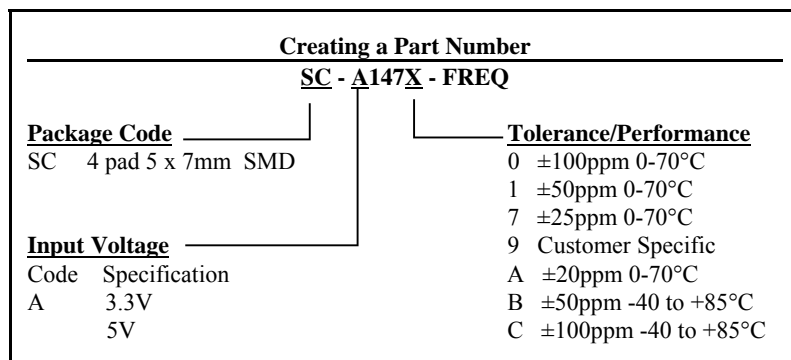 Creating a Part Number
SC - A147X - FREQ
Package Code
SC 4 pad 5 x 7mm SMD
Input Voltage
Code Specification
A 3.3V
5V
Tolerance/Performance
0 ±100ppm 0-70°C
1 ±50ppm 0-70°C
7 ±25ppm 0-70°C
9 Customer Specific
A ±20ppm 0-70°C
B ±50ppm -40 to +85°C
C ±100ppm -40 to +85°C